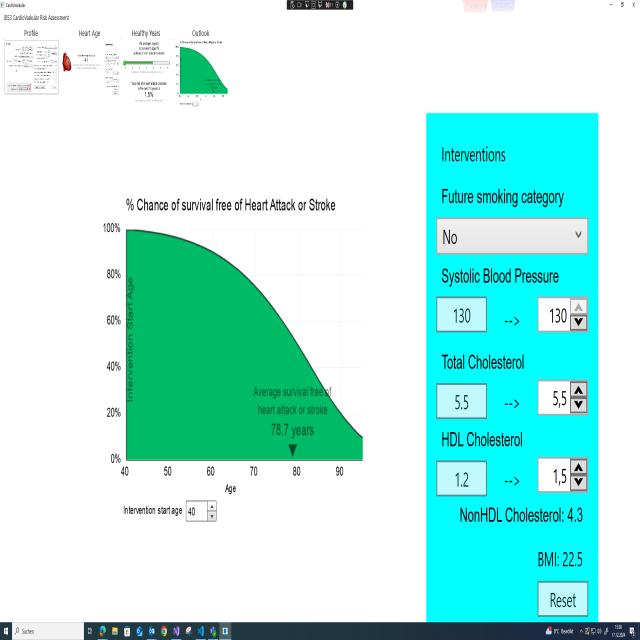 CardioVaskular
JBS3 CardioVaskular Risk Assessment
Profile
Heart Age
Healthy Years
Outlook
% Chance of survival free of Heart Attack or Stroke
100%
80%
60%
40%
20%
0%
Intervention Start Age
Average survival free of
heart attack or stroke
78.7 years
40 50 60 70 80 90
Age
Intervention start age 40
Interventions
Future smoking category
No
Systolic Blood Pressure
130 --> 130
Total Cholesterol
5.5 --> 5,5
HDL Cholesterol
1.2 --> 1,5
NonHDL Cholesterol: 4.3
BMI: 22.5
Reset
Suchen